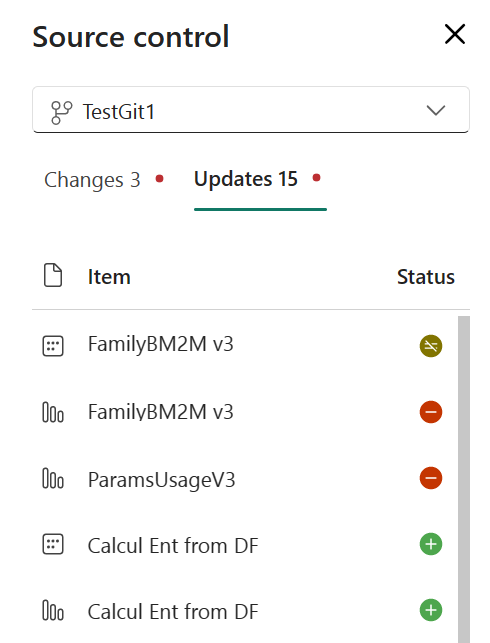 Source control
TestGit1
Changes 3 Updates 15
Item Status
FamilyBM2M v3
FamilyBM2M v3
ParamsUsageV3
Calcul Ent from DF
Calcul Ent from DF